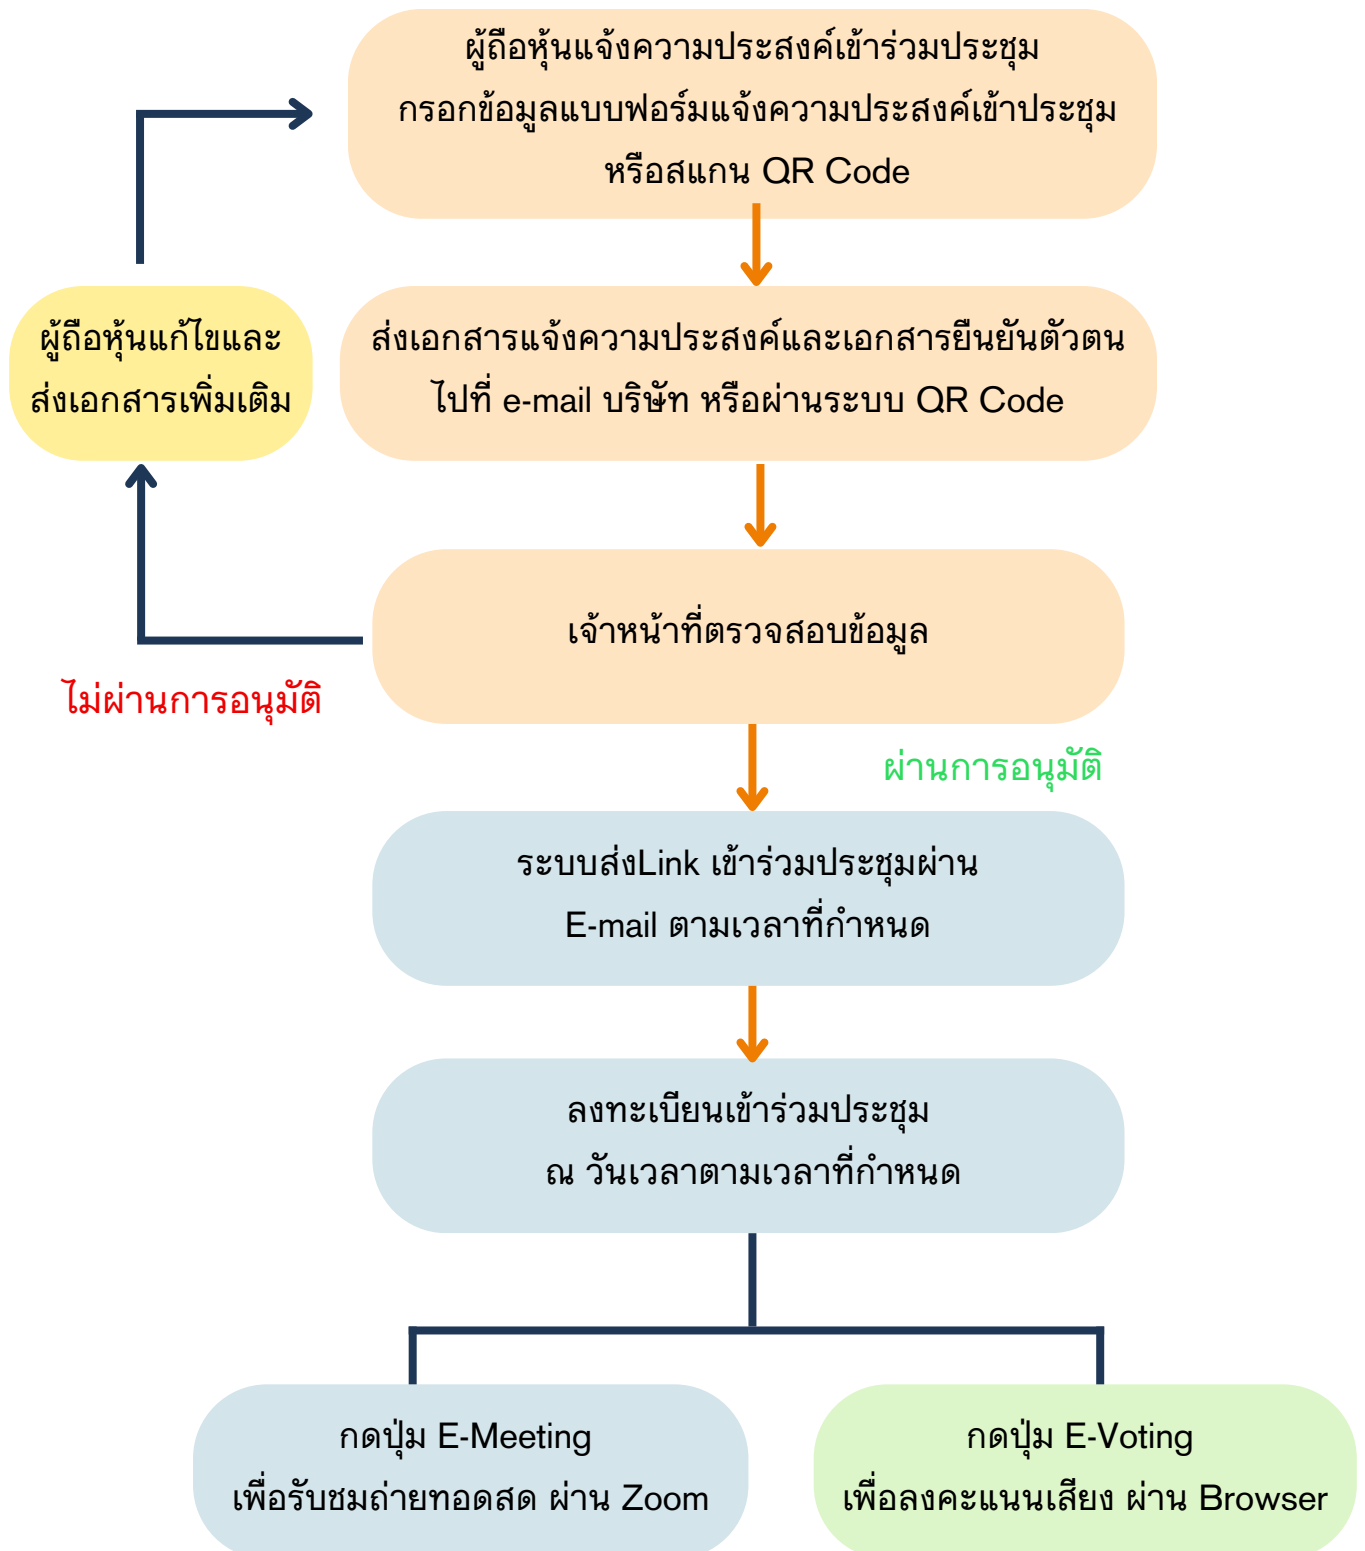 ผู้ถือหุ้นแจ้งความประสงค์เข้าร่วมประชุม
กรอกข้อมูลแบบฟอร์มแจ้งความประสงค์เข้าประชุม
หรือสแกน QR Code
ผู้ถือหุ้นแก้ไขและ
ส่งเอกสารเพิ่มเติม
ส่งเอกสารแจ้งความประสงค์และเอกสารยืนยันตัวตน
ไปที่ e-mail บริษัท หรือผ่านระบบ QR Code
เจ้าหน้าที่ตรวจสอบข้อมูล
ไม่ผ่านการอนุมัติ
ผ่านการอนุมัติ
ระบบส่งLink เข้าร่วมประชุมผ่าน
E-mail ตามเวลาที่กำหนด
ลงทะเบียนเข้าร่วมประชุม
ณ วันเวลาตามเวลาที่กำหนด
กดปุ่ม E-Meeting
เพื่อรับชมถ่ายทอดสด ผ่าน Zoom
กดปุ่ม E-Voting
เพื่อลงคะแนนเสียง ผ่าน Browser